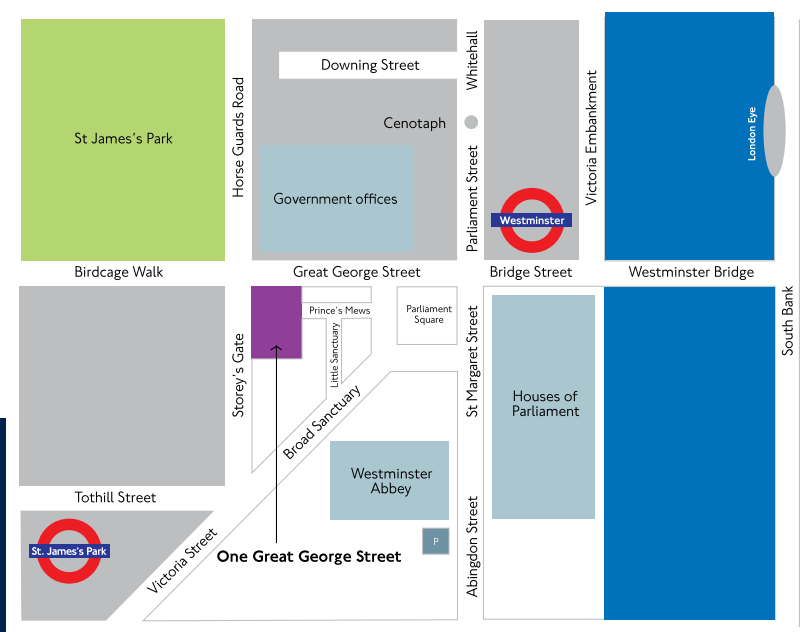 Downing Street
Whitehall
Horse Guards Road
St James's Park
Cenotaph
Victoria Embankment
London Eye
Government offices
Parliament Street
Westminster
Birdcage Walk
Great George Street
Bridge Street
Westminster Bridge
South Bank
Prince's Mews
Parliament
Square
Little Sanctuary
Storey's Gate
St Margaret Street
Broad Sanctuary
Houses of
Parliament
Westminster
Abbey
Tothill Street
P
Abingdon Street
St. James's Park
Victoria Street
One Great George Street